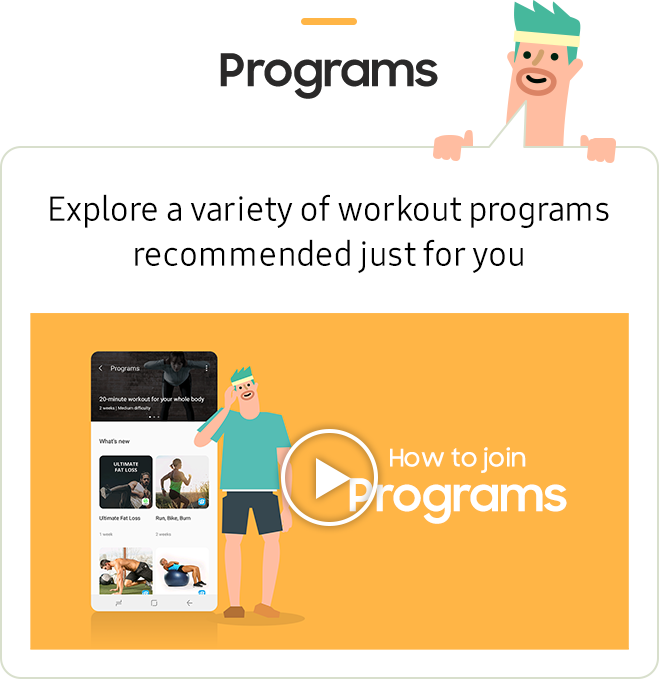 Programs
Explore a variety of workout programs
recommended just for you
Programs
20-minute workout for your whole body
2 weeks | Medium difficulty
What's new
ULTIMATE
FAT LOSS
Ultimate Fat Loss
Run, Bike, Burn
1 week
2 weeks
How to join
Programs